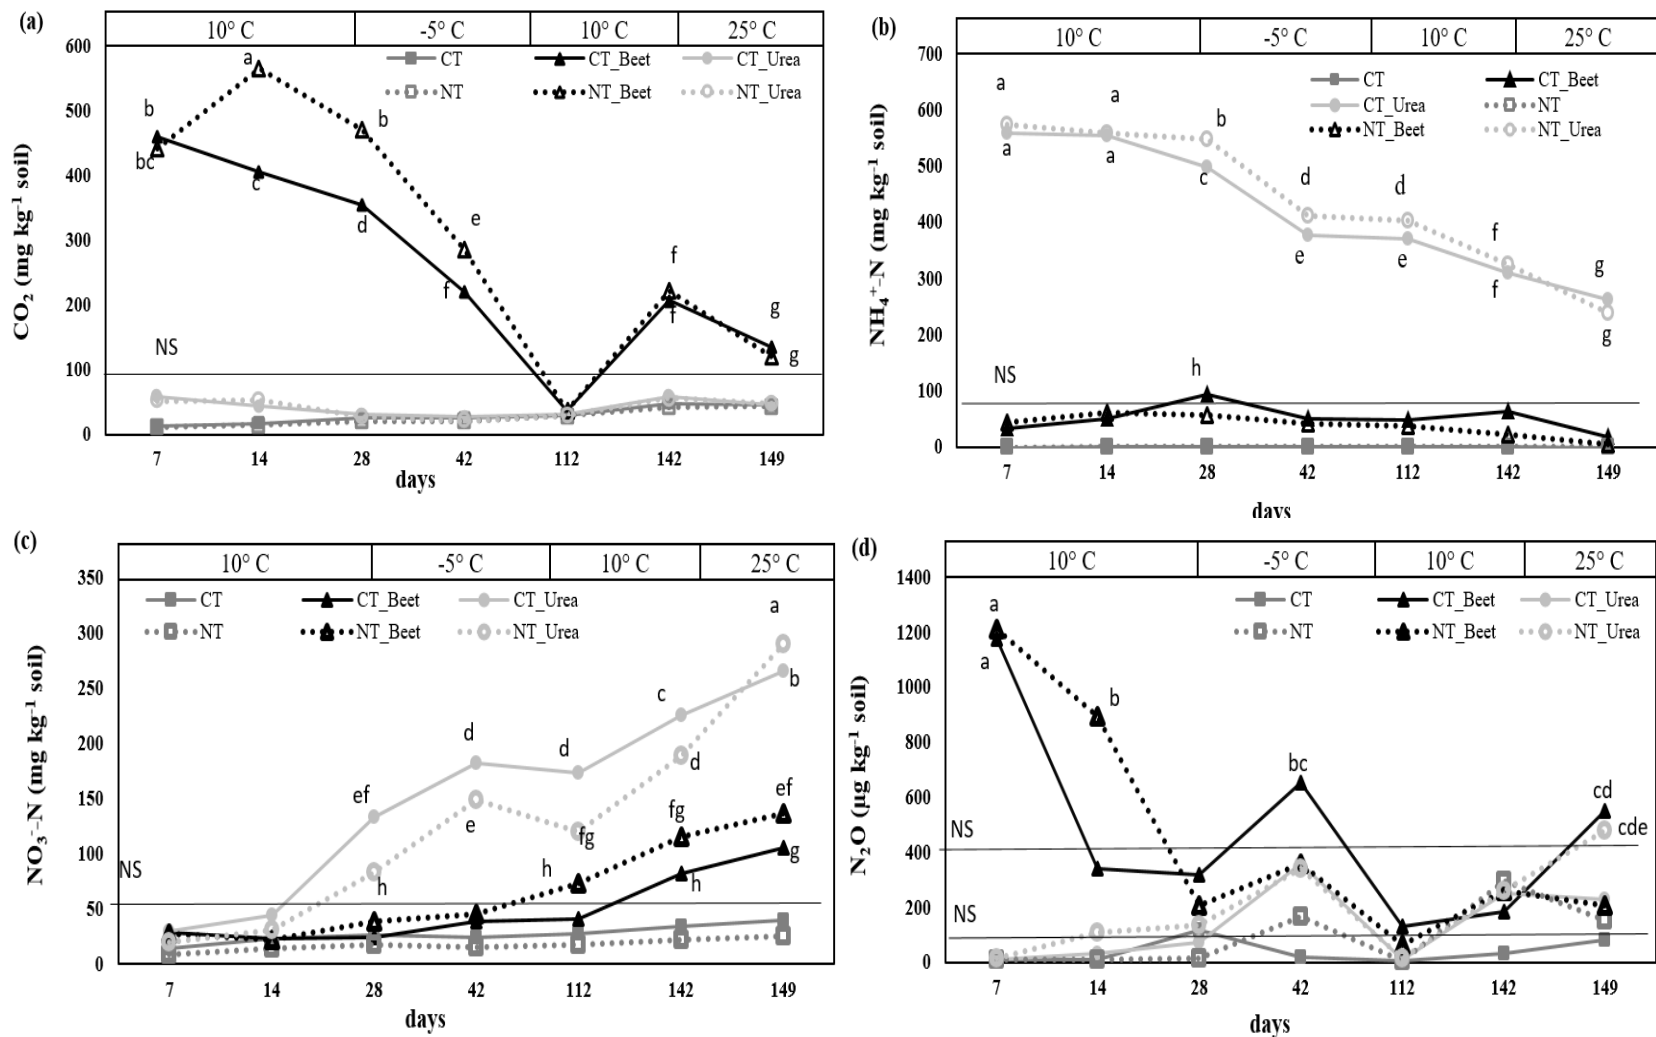 (a)
10° C -5° C 10° C 25° C
600
500
400
300
200
100
0
CO₂ (mg kg⁻¹ soil)
CT CT_Beet CT_Urea
NT NT_Beet NT_Urea
a
b
b
bc
c
d
e
f
f
f
g
g
NS
7 14 28 42 112 142 149
days
(b)
10° C -5° C 10° C 25° C
700
600
500
400
300
200
100
0
NH₄⁺-N (mg kg⁻¹ soil)
CT CT_Beet
CT_Urea NT
NT_Beet NT_Urea
a
a
b
a
a
c
d
d
e
e
f
f
g
g
h
NS
7 14 28 42 112 142 149
days
(c)
10° C -5° C 10° C 25° C
350
300
250
200
150
100
50
0
NO₃⁻-N (mg kg⁻¹ soil)
CT CT_Beet CT_Urea
NT NT_Beet NT_Urea
a
b
c
d
d
d
ef
e
fg
fg
ef
h
h
h
g
NS
7 14 28 42 112 142 149
days
(d)
10° C -5° C 10° C 25° C
1400
1200
1000
800
600
400
200
0
N₂O (µg kg⁻¹ soil)
CT CT_Beet CT_Urea
NT NT_Beet NT_Urea
a
a
b
bc
cd
cde
NS
NS
7 14 28 42 112 142 149
days